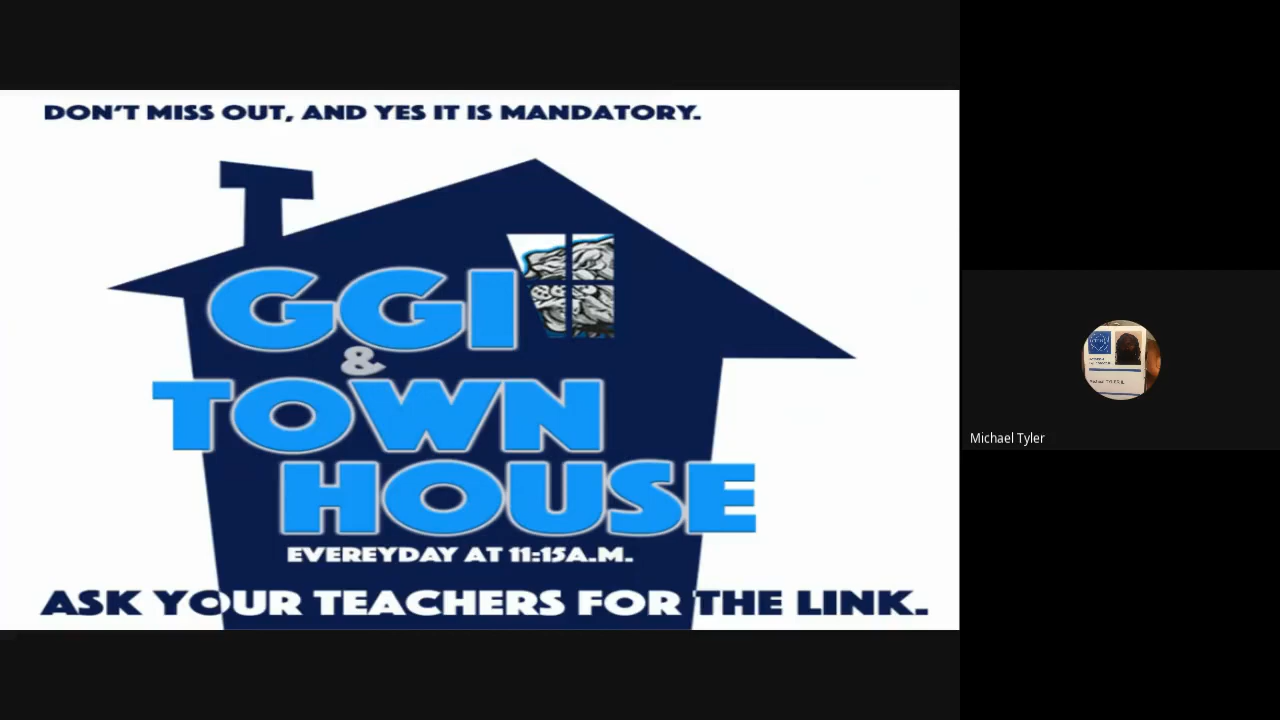 DON'T MISS OUT, AND YES IT IS MANDATORY.
GGI
&
TOWN
HOUSE
EVEREYDAY AT 11:15A.M.
ASK YOUR TEACHERS FOR THE LINK.
Michael Tyler